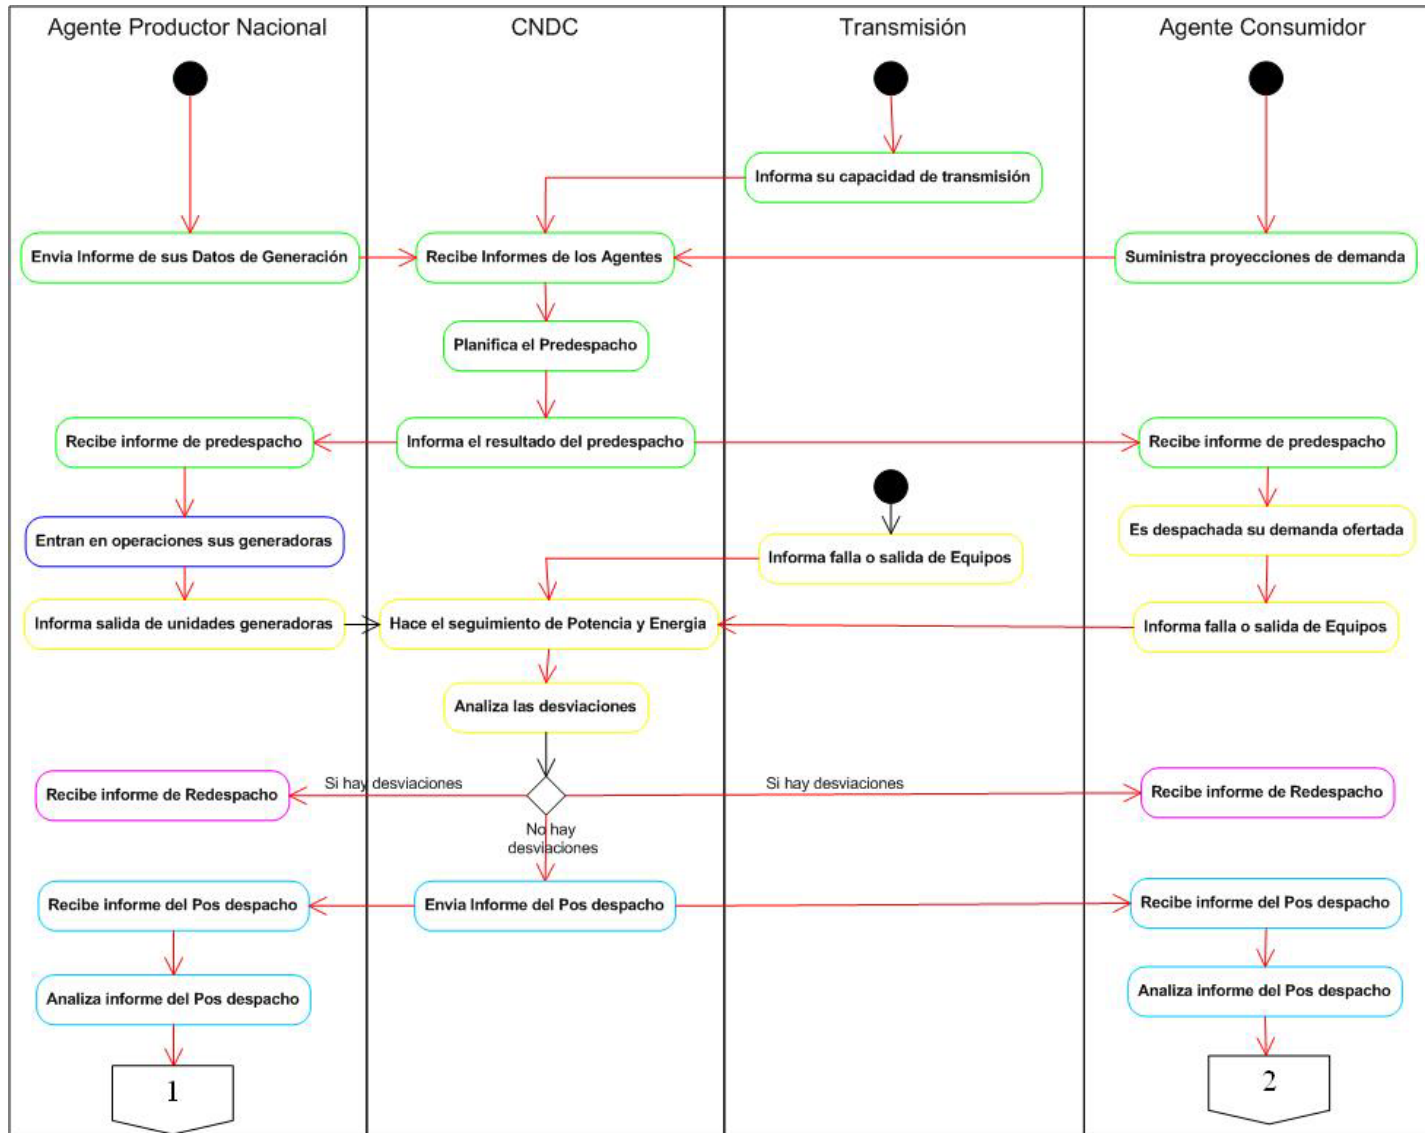 Agente Productor Nacional
CNDC
Transmisión
Agente Consumidor
Informa su capacidad de transmisión
Envia Informe de sus Datos de Generación
Recibe Informes de los Agentes
Suministra proyecciones de demanda
Planifica el Predespacho
Recibe informe de predespacho
Informa el resultado del predespacho
Recibe informe de predespacho
Entran en operaciones sus generadoras
Es despachada su demanda ofertada
Informa falla o salida de Equipos
Informa salida de unidades generadoras
Hace el seguimiento de Potencia y Energia
Informa falla o salida de Equipos
Analiza las desviaciones
Si hay desviaciones
Si hay desviaciones
Recibe informe de Redespacho
Recibe informe de Redespacho
No hay
desviaciones
Recibe informe del Pos despacho
Envia Informe del Pos despacho
Recibe informe del Pos despacho
Analiza informe del Pos despacho
Analiza informe del Pos despacho
1
2